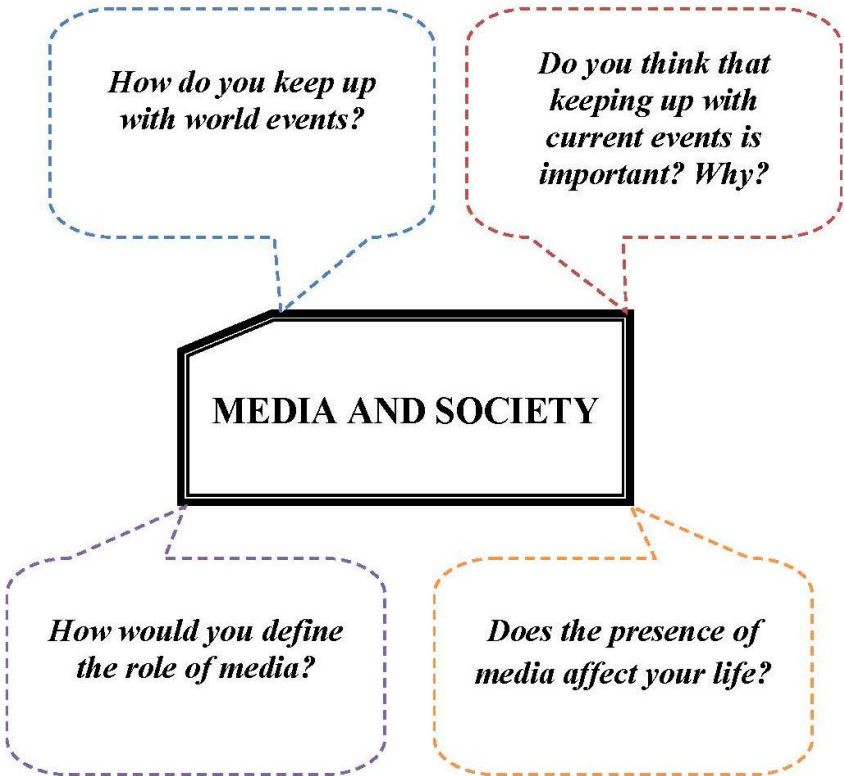 How do you keep up
with world events?
Do you think that
keeping up with
current events is
important? Why?
MEDIA AND SOCIETY
How would you define
the role of media?
Does the presence of
media affect your life?